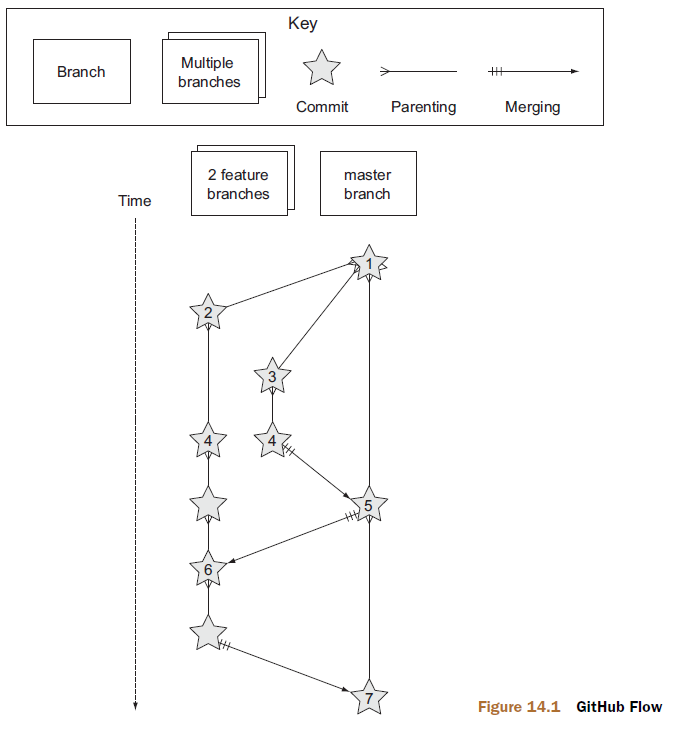 Key
Branch
Multiple
branches
Commit
Parenting
Merging
2 feature
branches
master
branch
Time
1
2
3
4
4
5
6
7
Figure 14.1 GitHub Flow